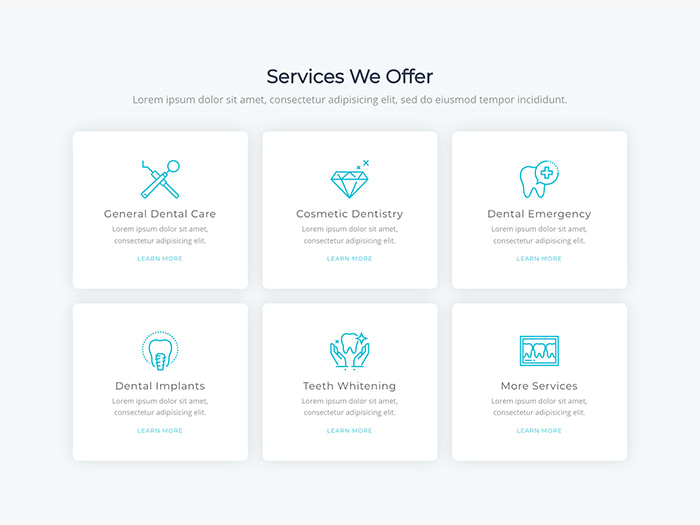 Services We Offer
Lorem ipsum dolor sit amet, consectetur adipisicing elit, sed do eiusmod tempor incididunt.
General Dental Care
Lorem ipsum dolor sit amet,
consectetur adipisicing elit.
LEARN MORE
Cosmetic Dentistry
Lorem ipsum dolor sit amet,
consectetur adipisicing elit.
LEARN MORE
Dental Emergency
Lorem ipsum dolor sit amet,
consectetur adipisicing elit.
LEARN MORE
Dental Implants
Lorem ipsum dolor sit amet,
consectetur adipisicing elit.
LEARN MORE
Teeth Whitening
Lorem ipsum dolor sit amet,
consectetur adipisicing elit.
LEARN MORE
More Services
Lorem ipsum dolor sit amet,
consectetur adipisicing elit.
LEARN MORE